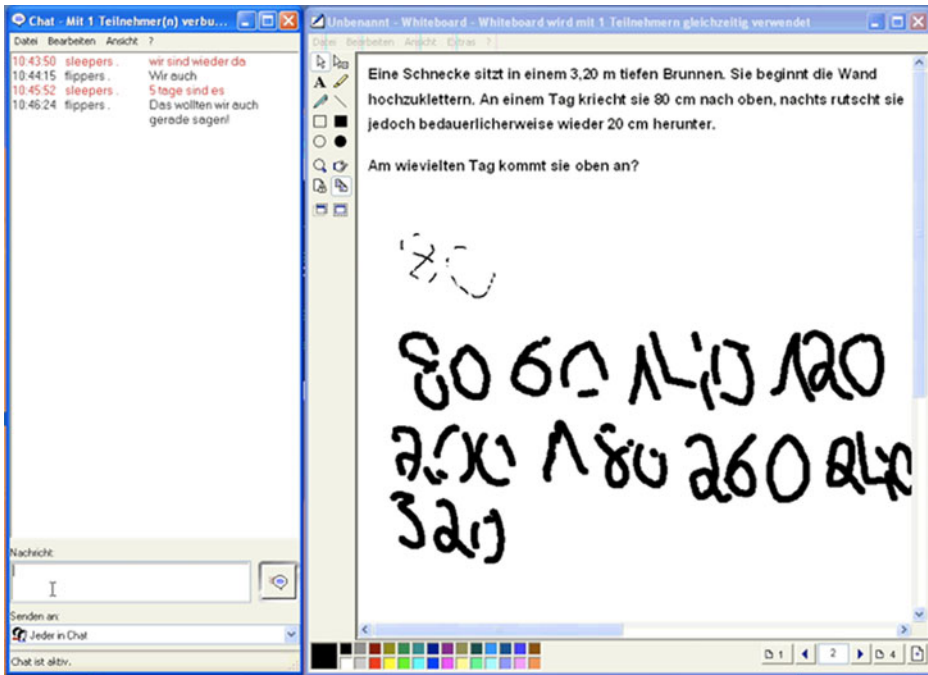 Chat - Mit 1 Teilnehmer(n) verbu...
Datei Bearbeiten Ansicht ?
10:43:50 sleepers . wir sind wieder da
10:44:15 flippers . Wir auch
10:45:52 sleepers . 5 tage sind es
10:46:24 flippers . Das wollten wir auch
gerade sagen!
Nachricht:
Senden an:
Jeder in Chat
Chat ist aktiv.
Unbenannt - Whiteboard - Whiteboard wird mit 1 Teilnehmern gleichzeitig verwendet
Datei Bearbeiten Ansicht Extras ?
A
Eine Schnecke sitzt in einem 3,20 m tiefen Brunnen. Sie beginnt die Wand
hochzuklettern. An einem Tag kriecht sie 80 cm nach oben, nachts rutscht sie
jedoch bedauerlicherweise wieder 20 cm herunter.
Am wievielten Tag kommt sie oben an?
80
80 60 140 120
200 180 260 240
320
1
2
4